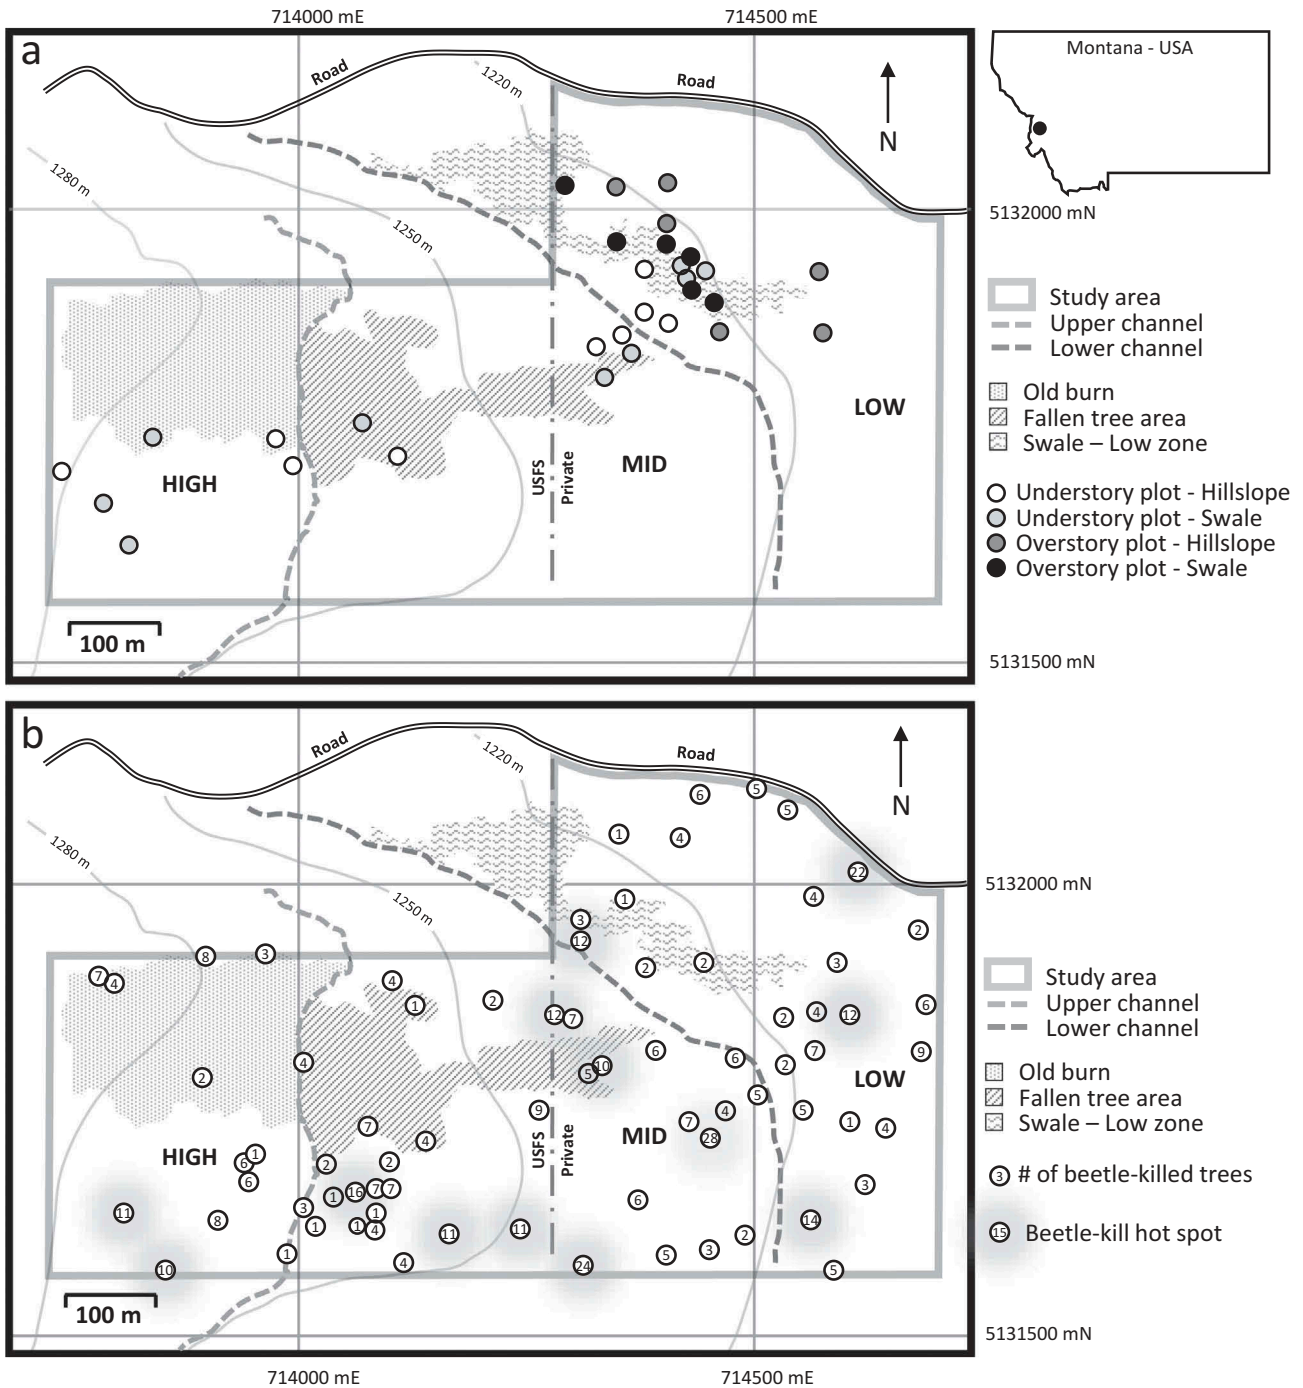 714000 mE
714500 mE
a
Road
1220 m
Road
N
Montana - USA
1280 m
1250 m
5132000 mN
Study area
Upper channel
Lower channel
Old burn
Fallen tree area
Swale – Low zone
LOW
HIGH
USFS
Private
MID
Understory plot - Hillslope
Understory plot - Swale
Overstory plot - Hillslope
Overstory plot - Swale
100 m
5131500 mN
b
Road
1220 m
Road
N
6
5
5
1
4
1280 m
22
5132000 mN
4
1250 m
1
3
2
12
8
3
2
2
3
7
4
4
1
2
12
7
2
4
12
6
Study area
Upper channel
Lower channel
4
2
5
10
6
6
2
7
9
LOW
Old burn
Fallen tree area
Swale – Low zone
9
7
4
5
5
1
4
7
4
28
MID
USFS
Private
HIGH
6
1
6
2
2
3
# of beetle-killed trees
11
8
3
1
16
7
7
1
1
1
4
6
14
15
Beetle-kill hot spot
1
11
11
2
3
5
10
4
24
5
100 m
5131500 mN
714000 mE
714500 mE